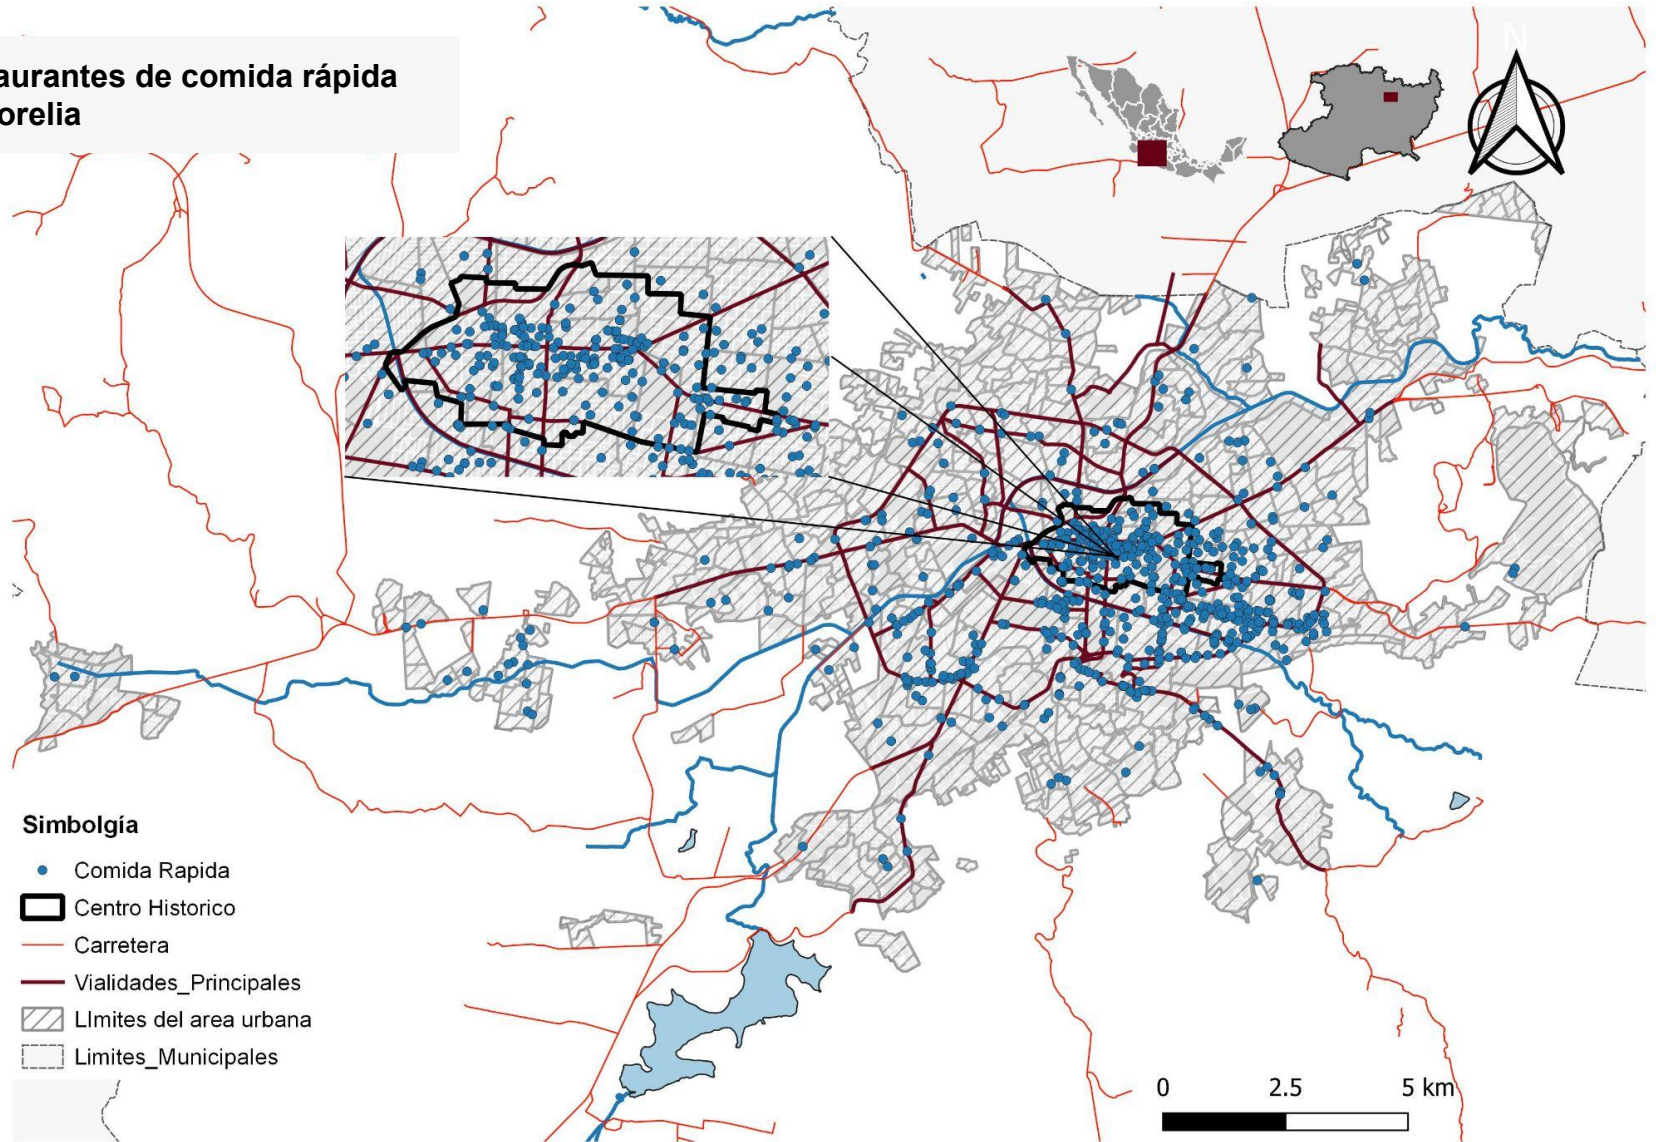 aurantes de comida rápida
orelia
N
Simbolgía
Comida Rapida
Centro Historico
Carretera
Vialidades_Principales
LImites del area urbana
Limites_Municipales
0 2.5 5 km